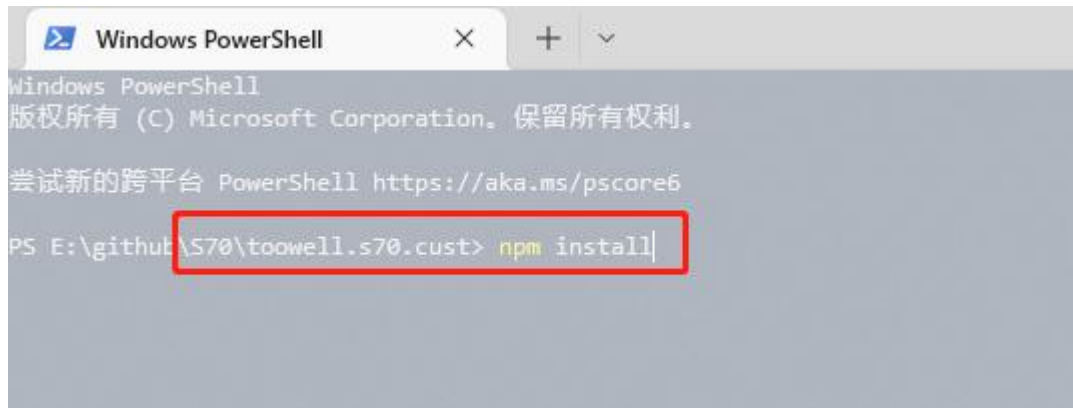 Windows PowerShell
Windows PowerShell
版权所有 (C) Microsoft Corporation。保留所有权利。
尝试新的跨平台 PowerShell https://aka.ms/pscore6
PS E:\github\S70\toowell.s70.cust> npm install